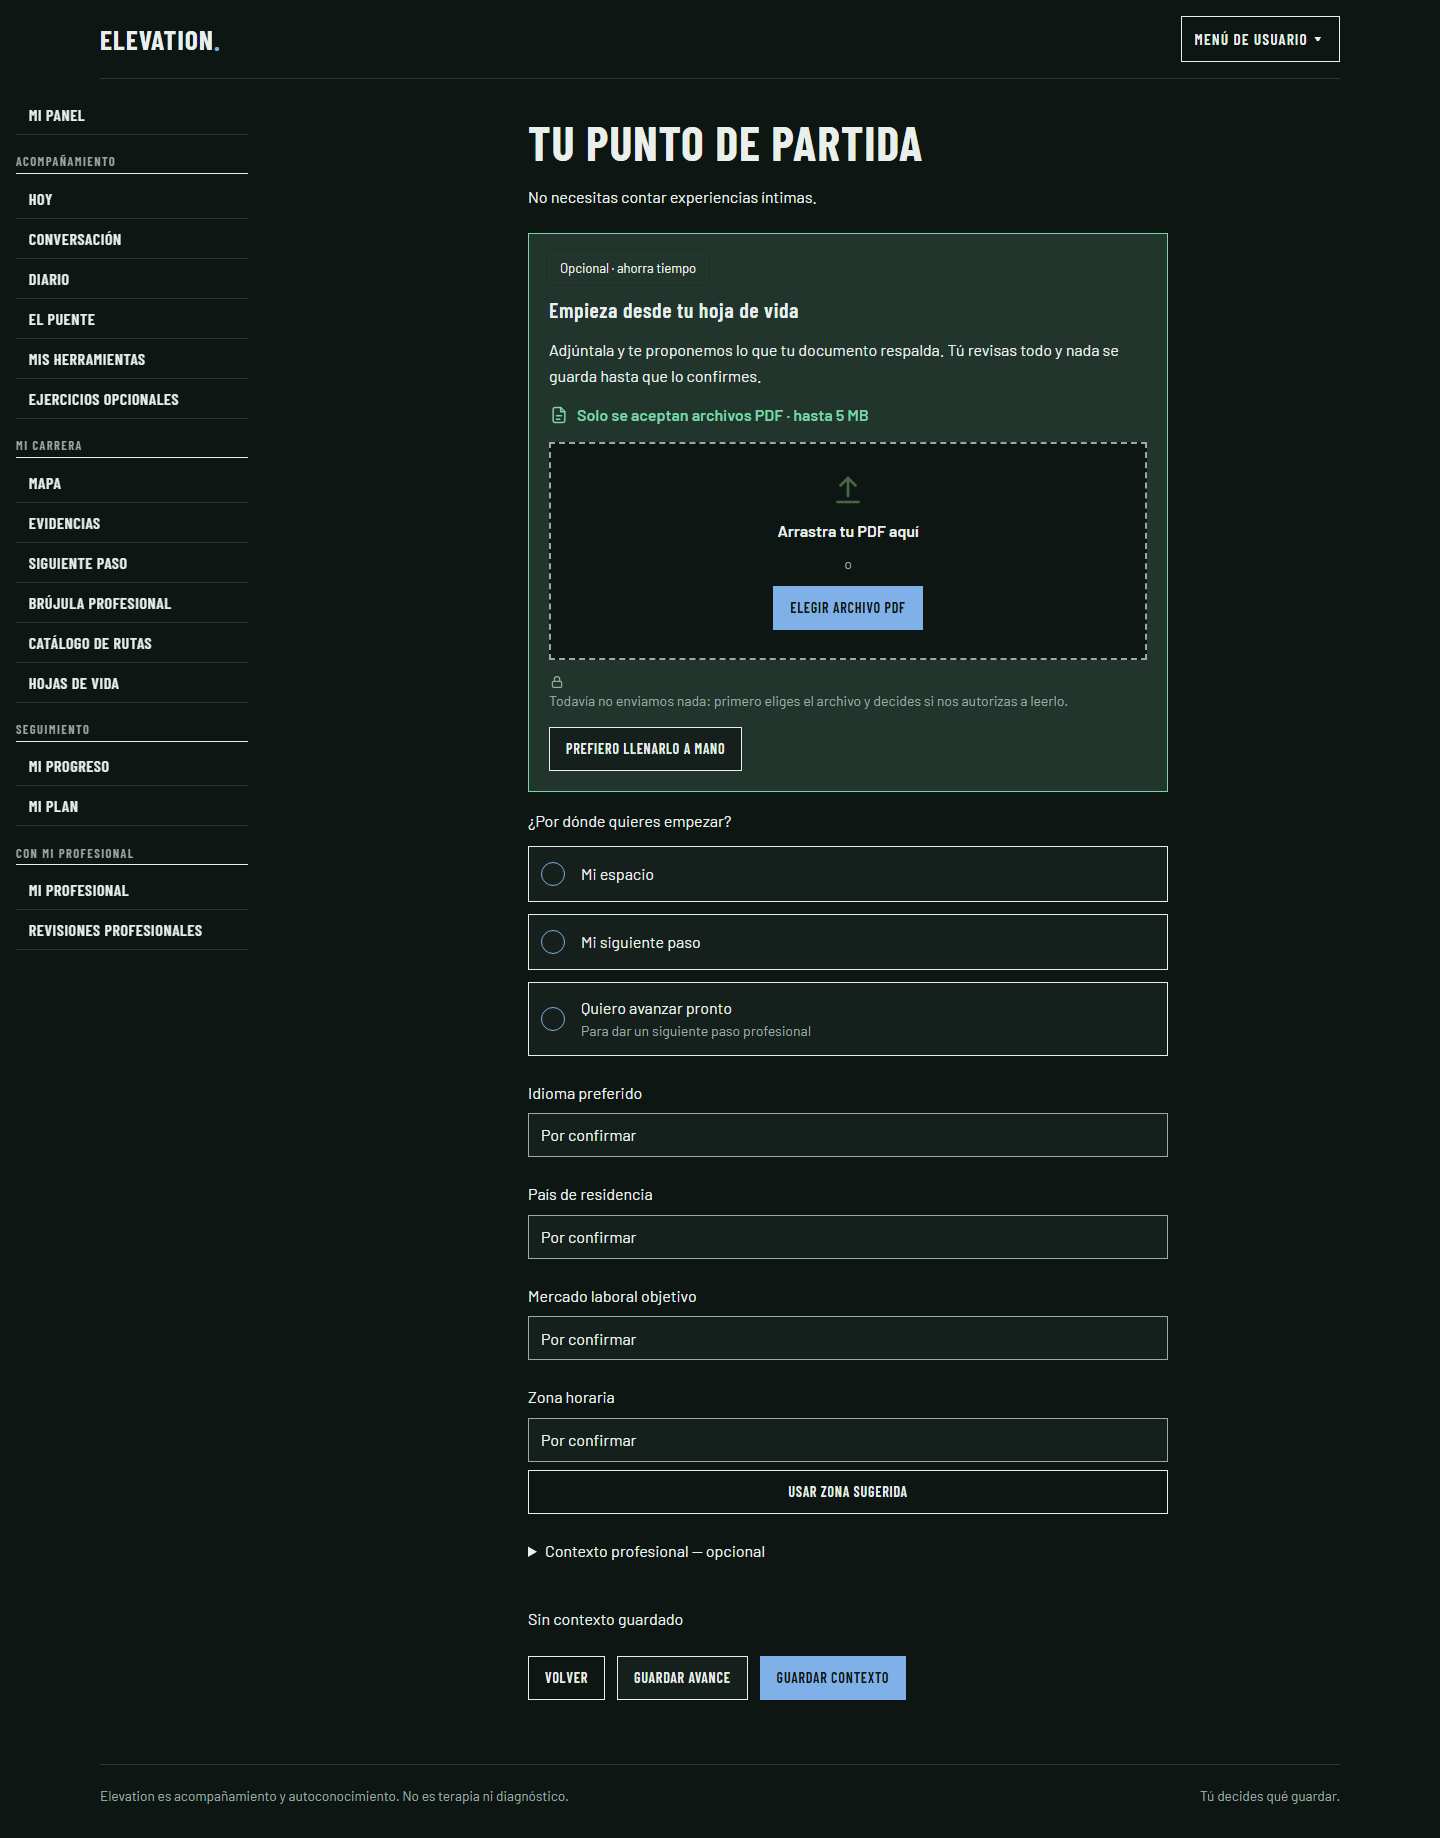 ELEVATION.
MENÚ DE USUARIO
MI PANEL
ACOMPAÑAMIENTO
HOY
CONVERSACIÓN
DIARIO
EL PUENTE
MIS HERRAMIENTAS
EJERCICIOS OPCIONALES
MI CARRERA
MAPA
EVIDENCIAS
SIGUIENTE PASO
BRÚJULA PROFESIONAL
CATÁLOGO DE RUTAS
HOJAS DE VIDA
SEGUIMIENTO
MI PROGRESO
MI PLAN
CON MI PROFESIONAL
MI PROFESIONAL
REVISIONES PROFESIONALES
TU PUNTO DE PARTIDA
No necesitas contar experiencias íntimas.
Opcional · ahorra tiempo
Empieza desde tu hoja de vida
Adjúntala y te proponemos lo que tu documento respalda. Tú revisas todo y nada se
guarda hasta que lo confirmes.
Solo se aceptan archivos PDF · hasta 5 MB
Arrastra tu PDF aquí
o
ELEGIR ARCHIVO PDF
Todavía no enviamos nada: primero eliges el archivo y decides si nos autorizas a leerlo.
PREFIERO LLENARLO A MANO
¿Por dónde quieres empezar?
Mi espacio
Mi siguiente paso
Quiero avanzar pronto
Para dar un siguiente paso profesional
Idioma preferido
Por confirmar
País de residencia
Por confirmar
Mercado laboral objetivo
Por confirmar
Zona horaria
Por confirmar
USAR ZONA SUGERIDA
Contexto profesional — opcional
Sin contexto guardado
VOLVER
GUARDAR AVANCE
GUARDAR CONTEXTO
Elevation es acompañamiento y autoconocimiento. No es terapia ni diagnóstico.
Tú decides qué guardar.